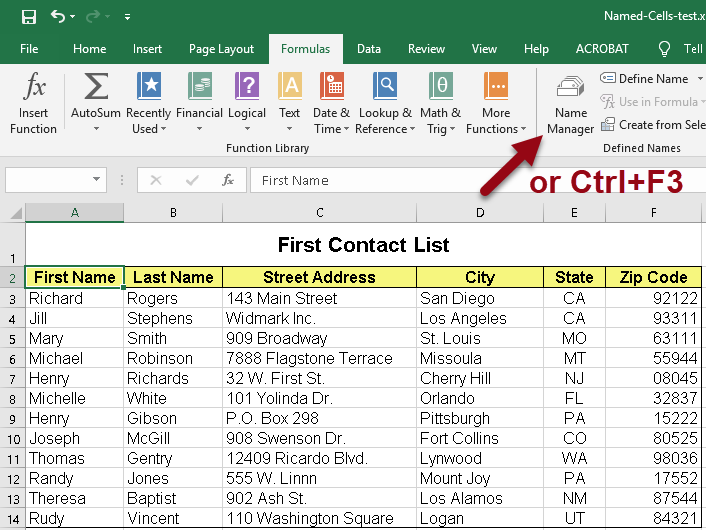 Named-Cells-test.x
File Home Insert Page Layout Formulas Data Review View Help ACROBAT Tell
fx Σ ? A θ
Insert Function
AutoSum
Recently Used
Financial
Logical
Text
Date & Time
Lookup & Reference
Math & Trig
More Functions
Function Library
Name Manager
Define Name
Use in Formula
Create from Sele
Defined Names
or Ctrl+F3
fx First Name
A B C D E F
1 First Contact List
2 First Name Last Name Street Address City State Zip Code
3 Richard Rogers 143 Main Street San Diego CA 92122
4 Jill Stephens Widmark Inc. Los Angeles CA 93311
5 Mary Smith 909 Broadway St. Louis MO 63111
6 Michael Robinson 7888 Flagstone Terrace Missoula MT 55944
7 Henry Richards 32 W. First St. Cherry Hill NJ 08045
8 Michelle White 101 Yolinda Dr. Orlando FL 32837
9 Henry Gibson P.O. Box 298 Pittsburgh PA 15222
10 Joseph McGill 908 Swenson Dr. Fort Collins CO 80525
11 Thomas Gentry 12409 Ricardo Blvd. Lynwood WA 98036
12 Randy Jones 555 W. Linnn Mount Joy PA 17552
13 Theresa Baptist 902 Ash St. Los Alamos NM 87544
14 Rudy Vincent 110 Washington Square Logan UT 84321